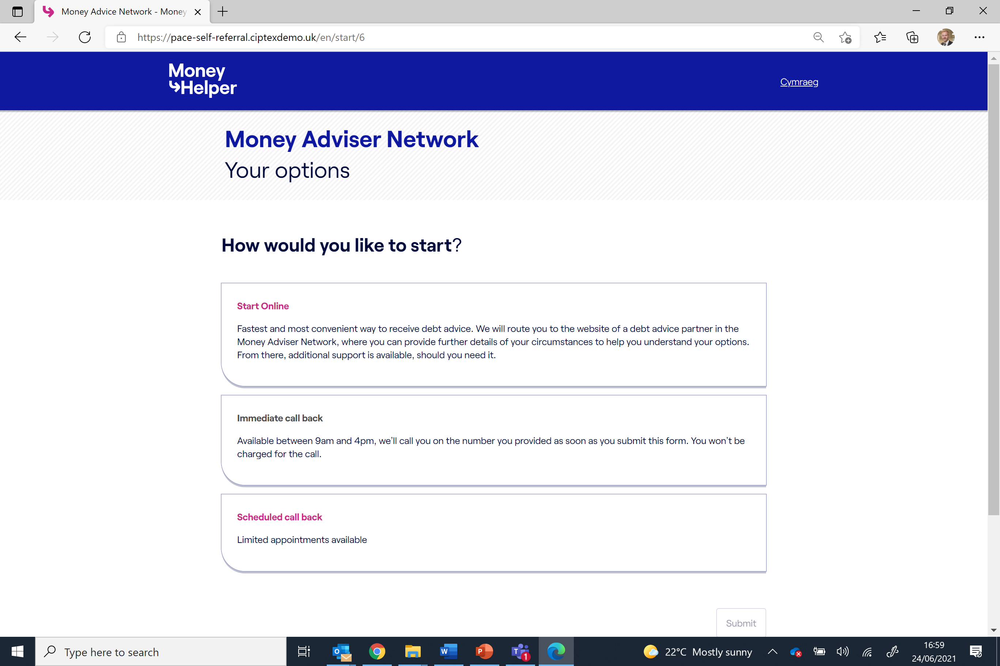 Money Advice Network - Money
https://pace-self-referral.ciptexdemo.uk/en/start/6
Money
Helper
Cymraeg
Money Adviser Network
Your options
How would you like to start?
Start Online
Fastest and most convenient way to receive debt advice. We will route you to the website of a debt advice partner in the
Money Adviser Network, where you can provide further details of your circumstances to help you understand your options.
From there, additional support is available, should you need it.
Immediate call back
Available between 9am and 4pm, we’ll call you on the number you provided as soon as you submit this form. You won’t be
charged for the call.
Scheduled call back
Limited appointments available
Submit
Type here to search
O
W
P
T
1
22°C Mostly sunny
16:59
24/06/2021